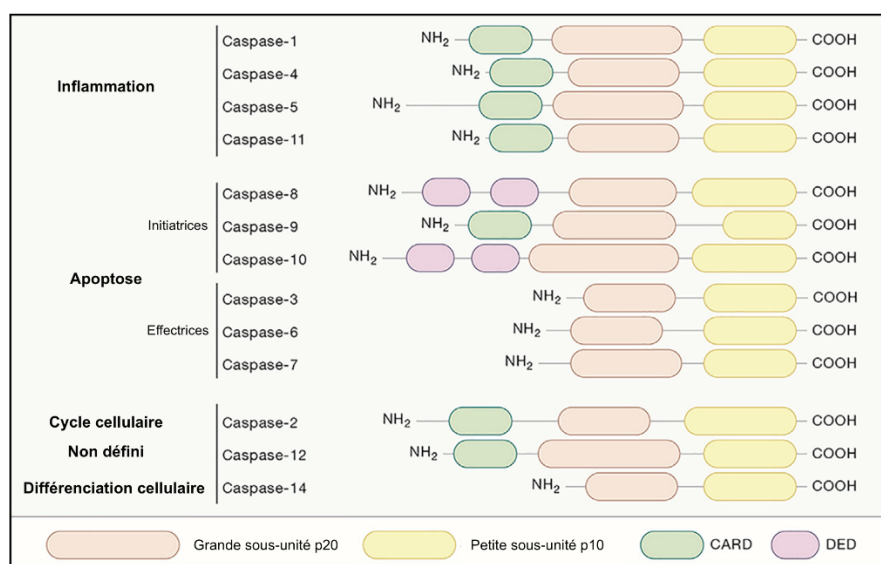 Inflammation
Caspase-1 NH2 COOH
Caspase-4 NH2 COOH
Caspase-5 NH2 COOH
Caspase-11 NH2 COOH
Apoptose
Initiatrices
Caspase-8 NH2 COOH
Caspase-9 NH2 COOH
Caspase-10 NH2 COOH
Effectrices
Caspase-3 NH2 COOH
Caspase-6 NH2 COOH
Caspase-7 NH2 COOH
Cycle cellulaire Caspase-2 NH2 COOH
Non défini Caspase-12 NH2 COOH
Différenciation cellulaire Caspase-14 NH2 COOH
Grande sous-unité p20 Petite sous-unité p10 CARD DED